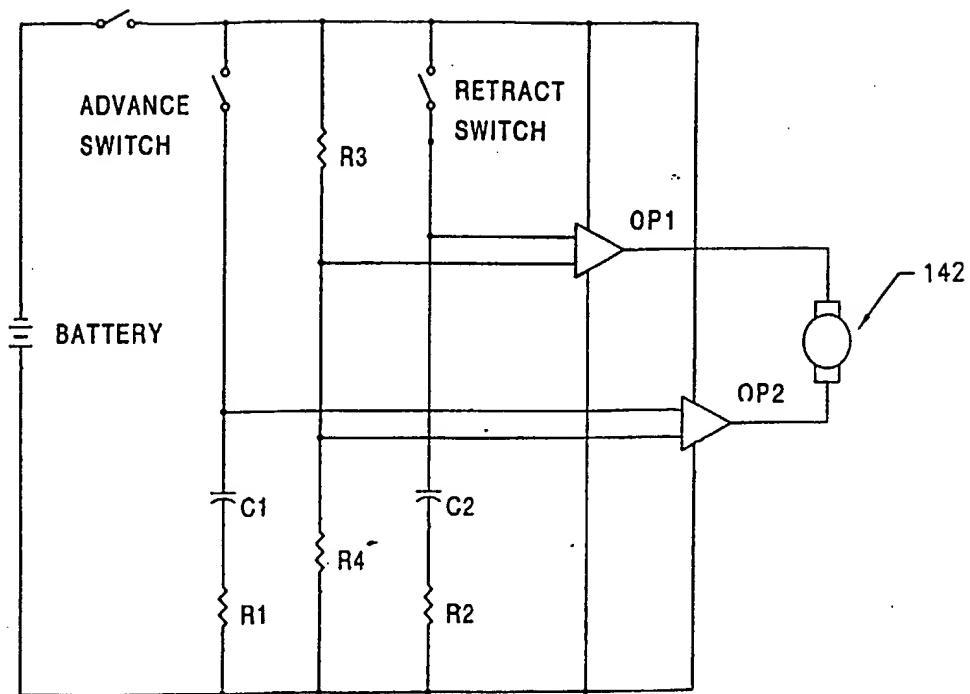 ADVANCE
SWITCH
RETRACT
SWITCH
R3
OP1
142
BATTERY
OP2
C1
C2
R4
R1
R2